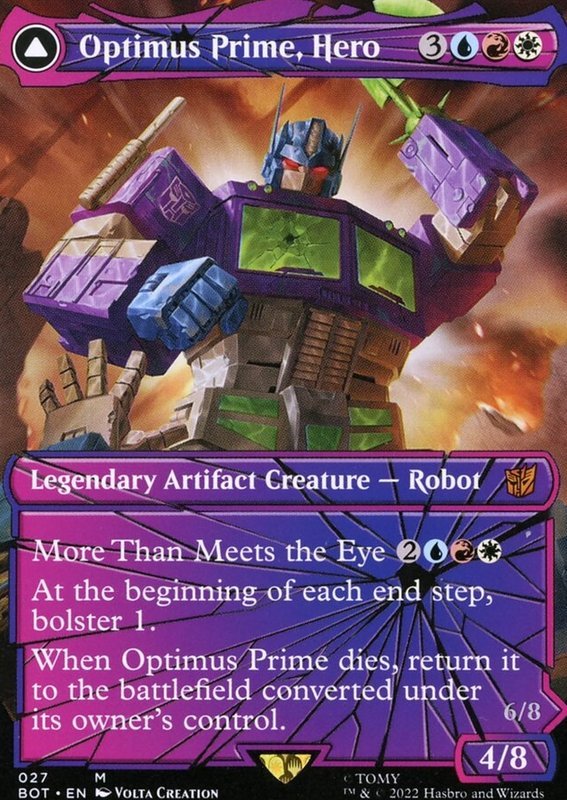 Optimus Prime, Hero 3
Legendary Artifact Creature — Robot
More Than Meets the Eye 2
At the beginning of each end step,
bolster 1.
When Optimus Prime dies, return it
to the battlefield converted under
its owner's control.
6/8
4/8
027 M
BOT • EN VOLTA CREATION
© TOMY
™ & © 2022 Hasbro and Wizards